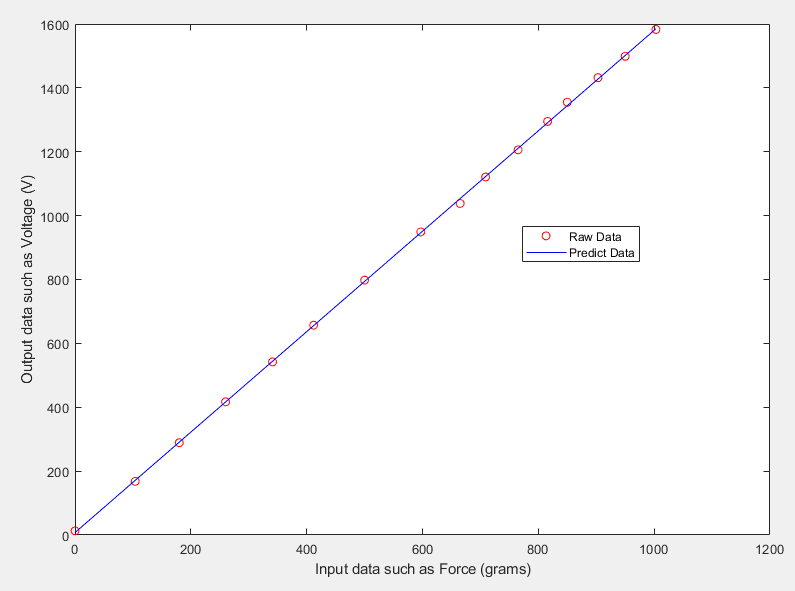 1600
1400
1200
1000
800
600
400
200
0
0 200 400 600 800 1000 1200
Output data such as Voltage (V)
Input data such as Force (grams)
Raw Data
Predict Data